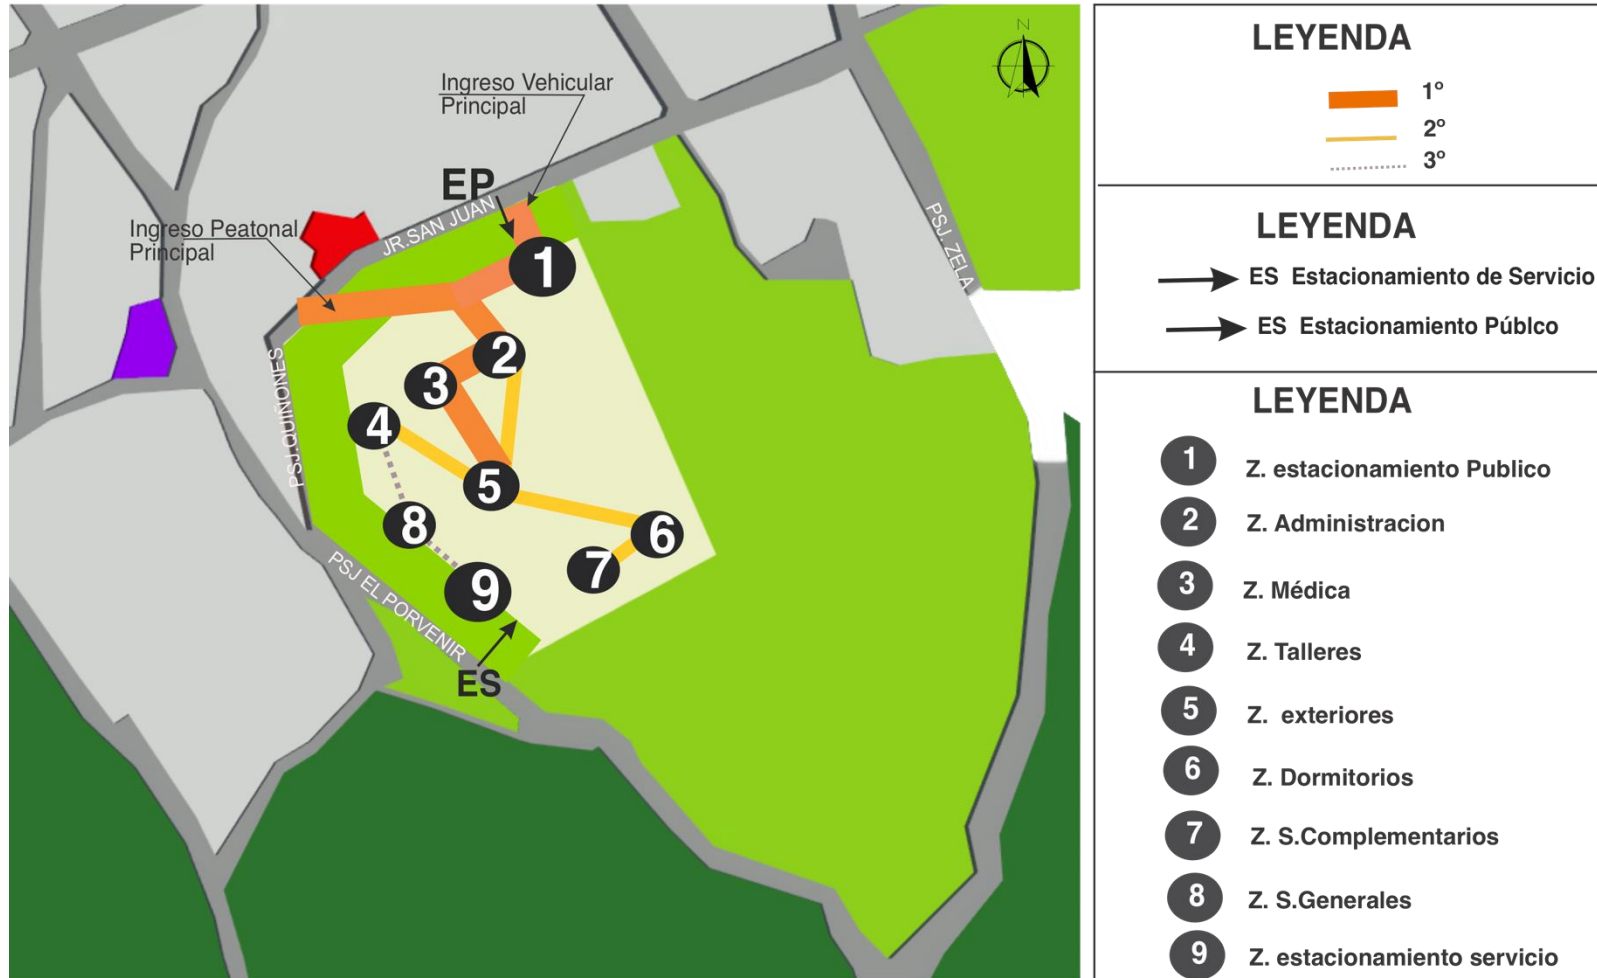 N
Ingreso Vehicular
Principal
EP
JR.SAN JUAN
Ingreso Peatonal
Principal
PSJ. ZELA
1
2
3
4
5
6
7
8
9
PSJ.QUIÑONES
PSJ EL PORVENIR
ES
LEYENDA
1º
2º
3º
LEYENDA
ES Estacionamiento de Servicio
ES Estacionamiento Públco
LEYENDA
1 Z. estacionamiento Publico
2 Z. Administracion
3 Z. Médica
4 Z. Talleres
5 Z. exteriores
6 Z. Dormitorios
7 Z. S.Complementarios
8 Z. S.Generales
9 Z. estacionamiento servicio